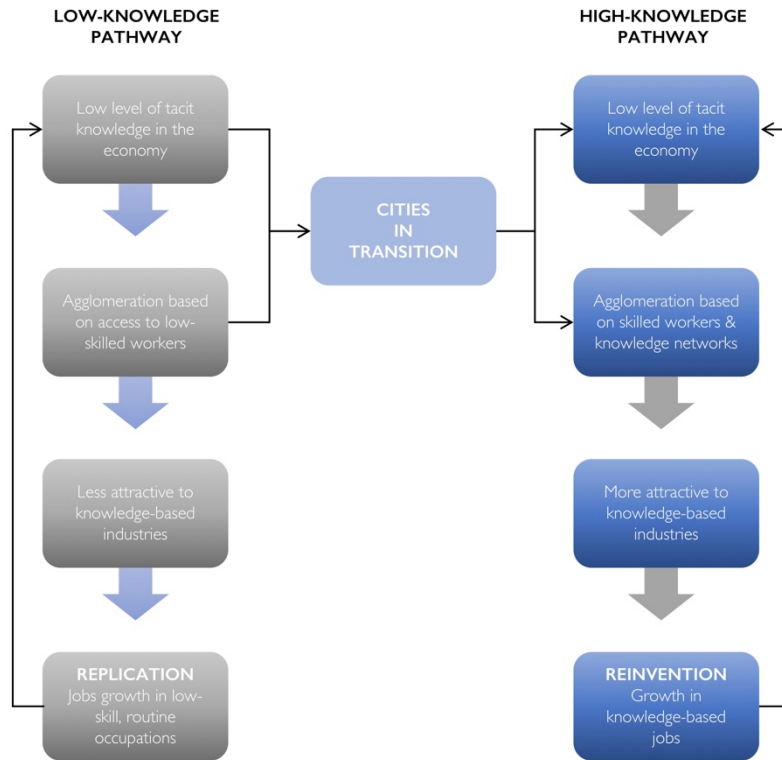 LOW-KNOWLEDGE
PATHWAY
Low level of tacit
knowledge in the
economy
Agglomeration based
on access to low-
skilled workers
Less attractive to
knowledge-based
industries
REPLICATION
Jobs growth in low-
skill, routine
occupations
CITIES
IN
TRANSITION
HIGH-KNOWLEDGE
PATHWAY
Low level of tacit
knowledge in the
economy
Agglomeration based
on skilled workers &
knowledge networks
More attractive to
knowledge-based
industries
REINVENTION
Growth in
knowledge-based
jobs